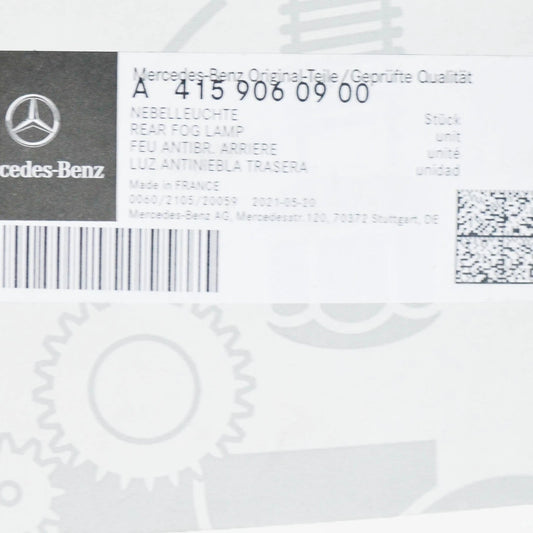 Mercedes-Benz Original-Teile/Geprüfte Qualität
A 415 906 09 00
NEBELLEUCHTE Stück
REAR FOG LAMP unit
FEU ANTIBR. ARRIERE unité
LUZ ANTINIEBLA TRASERA unidad
cedes-Benz
Made in FRANCE
0060/2105/20059 2021-05-20
Mercedes-Benz AG, Mercedesstr.120, 70372 Stuttgart, DE